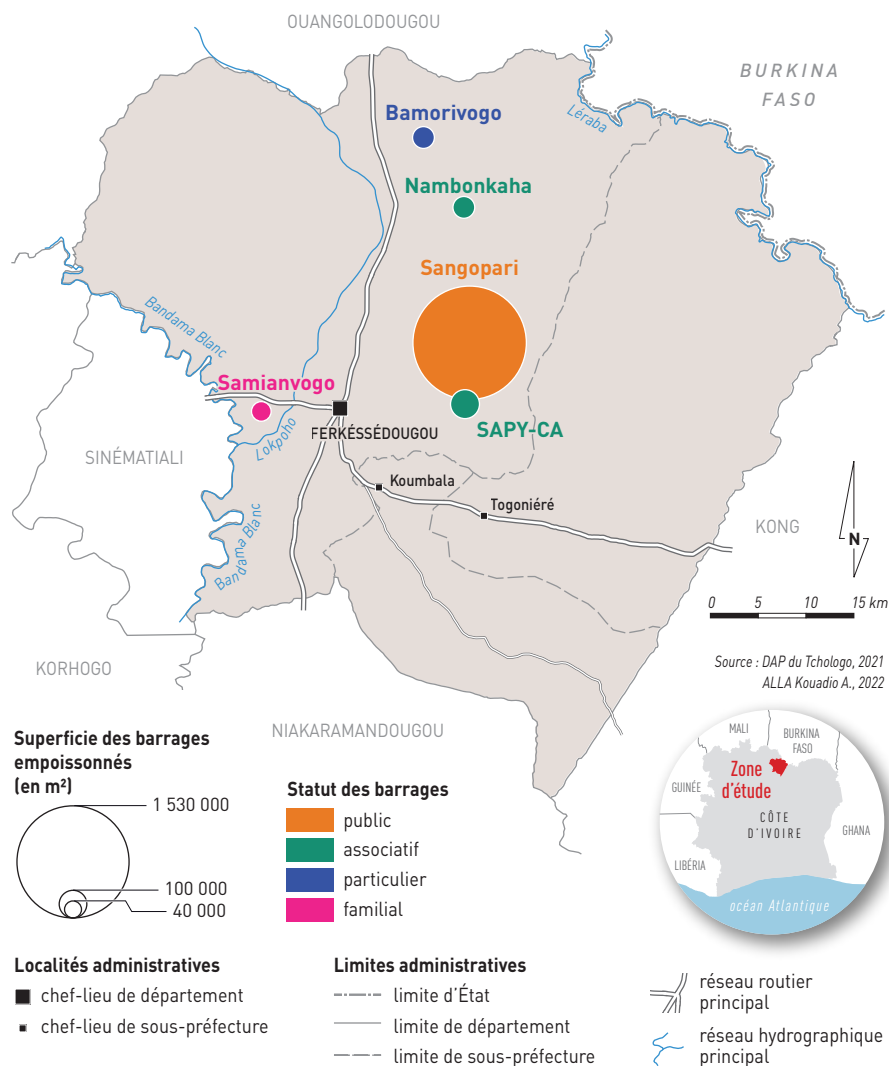 OUANGOLODOUGOU
BURKINA
FASO
Léraba
Bamorivogo
Nambonkaha
Sangopari
Bandama Blanc
Samianvogo
SAPY-CA
FERKÉSSÉDOUGOU
Lokpoho
SINÉMATIALI
Koumbala
Togoniéré
Bandama Blanc
KONG
N
0 5 10 15 km
KORHOGO
Source : DAP du Tchologo, 2021
ALLA Kouadio A., 2022
NIAKARAMANDOUGOU
Superficie des barrages
empoissonnés
(en m²)
1 530 000
100 000
40 000
Statut des barrages
public
associatif
particulier
familial
MALI
BURKINA
FASO
Zone
d'étude
GUINÉE
CÔTE
D'IVOIRE
GHANA
LIBÉRIA
océan Atlantique
Localités administratives
chef-lieu de département
chef-lieu de sous-préfecture
Limites administratives
limite d'État
limite de département
limite de sous-préfecture
réseau routier
principal
réseau hydrographique
principal